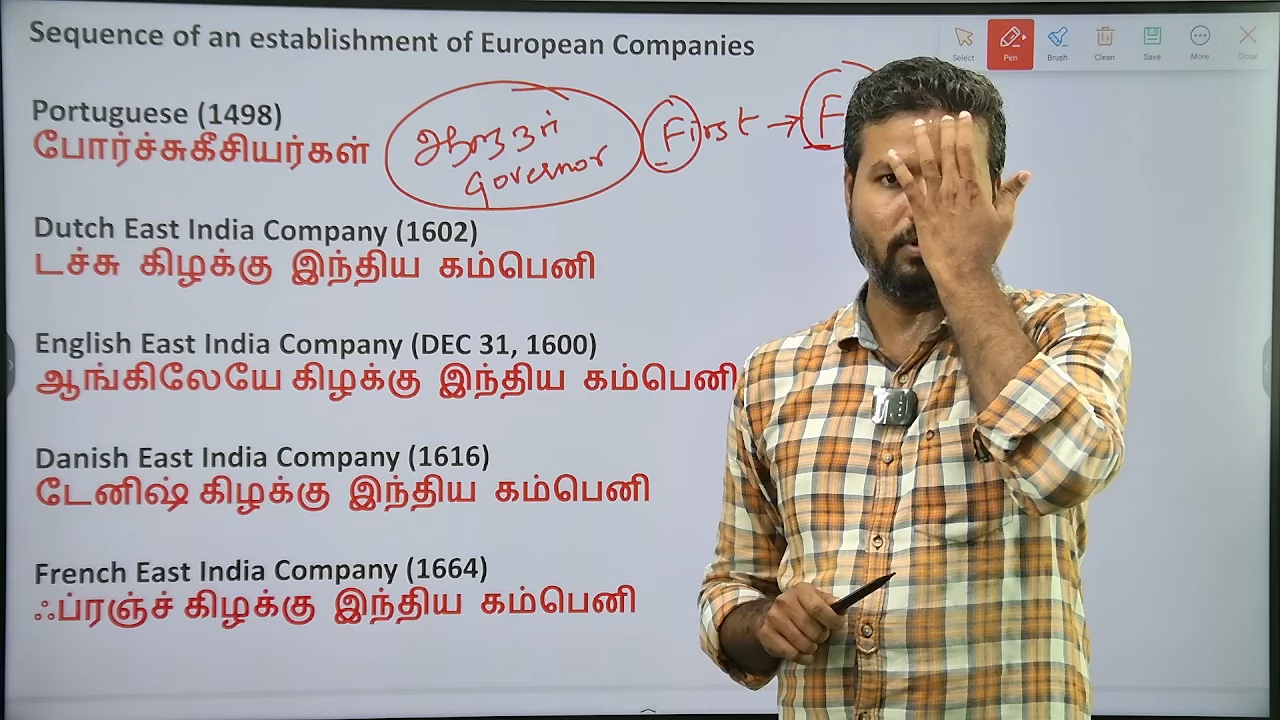 Sequence of an establishment of European Companies
Select Pen Brush Clean Save More Close
Portuguese (1498)
போர்ச்சுகீசியர்கள்
ஆளுநர்
Governor
First → F
Dutch East India Company (1602)
டச்சு கிழக்கு இந்திய கம்பெனி
English East India Company (DEC 31, 1600)
ஆங்கிலேயே கிழக்கு இந்திய கம்பெனி
Danish East India Company (1616)
டேனிஷ் கிழக்கு இந்திய கம்பெனி
French East India Company (1664)
ஃப்ரஞ்ச் கிழக்கு இந்திய கம்பெனி